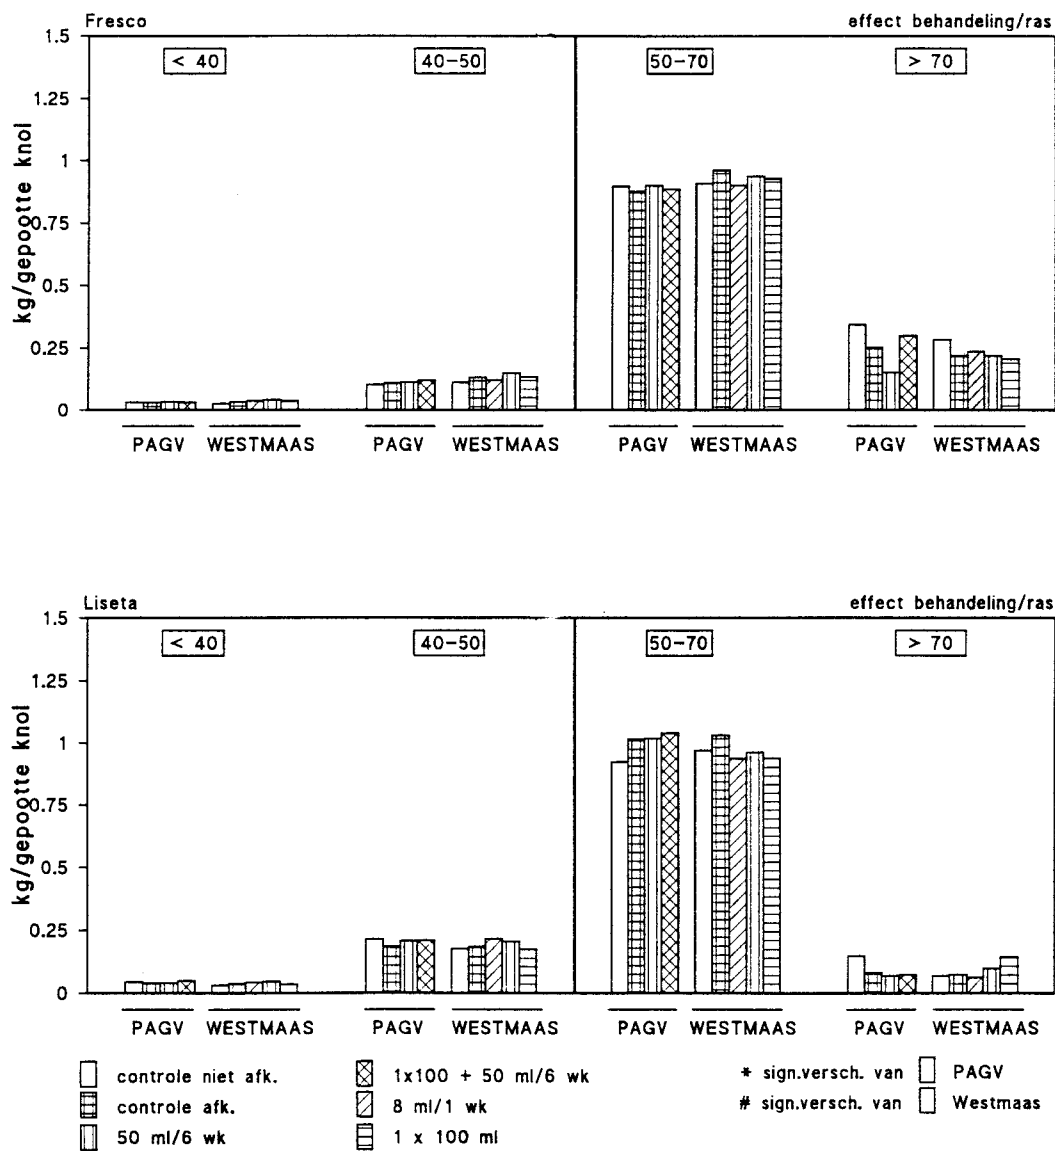 Fresco effect behandeling/ras
1.5
< 40 40-50 50-70 > 70
1.25
1
0.75
0.5
0.25
0
kg/gepootte knol
PAGV WESTMAAS PAGV WESTMAAS PAGV WESTMAAS PAGV WESTMAAS
Liseta effect behandeling/ras
1.5
< 40 40-50 50-70 > 70
1.25
1
0.75
0.5
0.25
0
kg/gepootte knol
PAGV WESTMAAS PAGV WESTMAAS PAGV WESTMAAS PAGV WESTMAAS
controle niet afk. 1x100 + 50 ml/6 wk * sign.versch. van PAGV
controle afk. 8 ml/1 wk # sign.versch. van Westmaas
50 ml/6 wk 1 x 100 ml